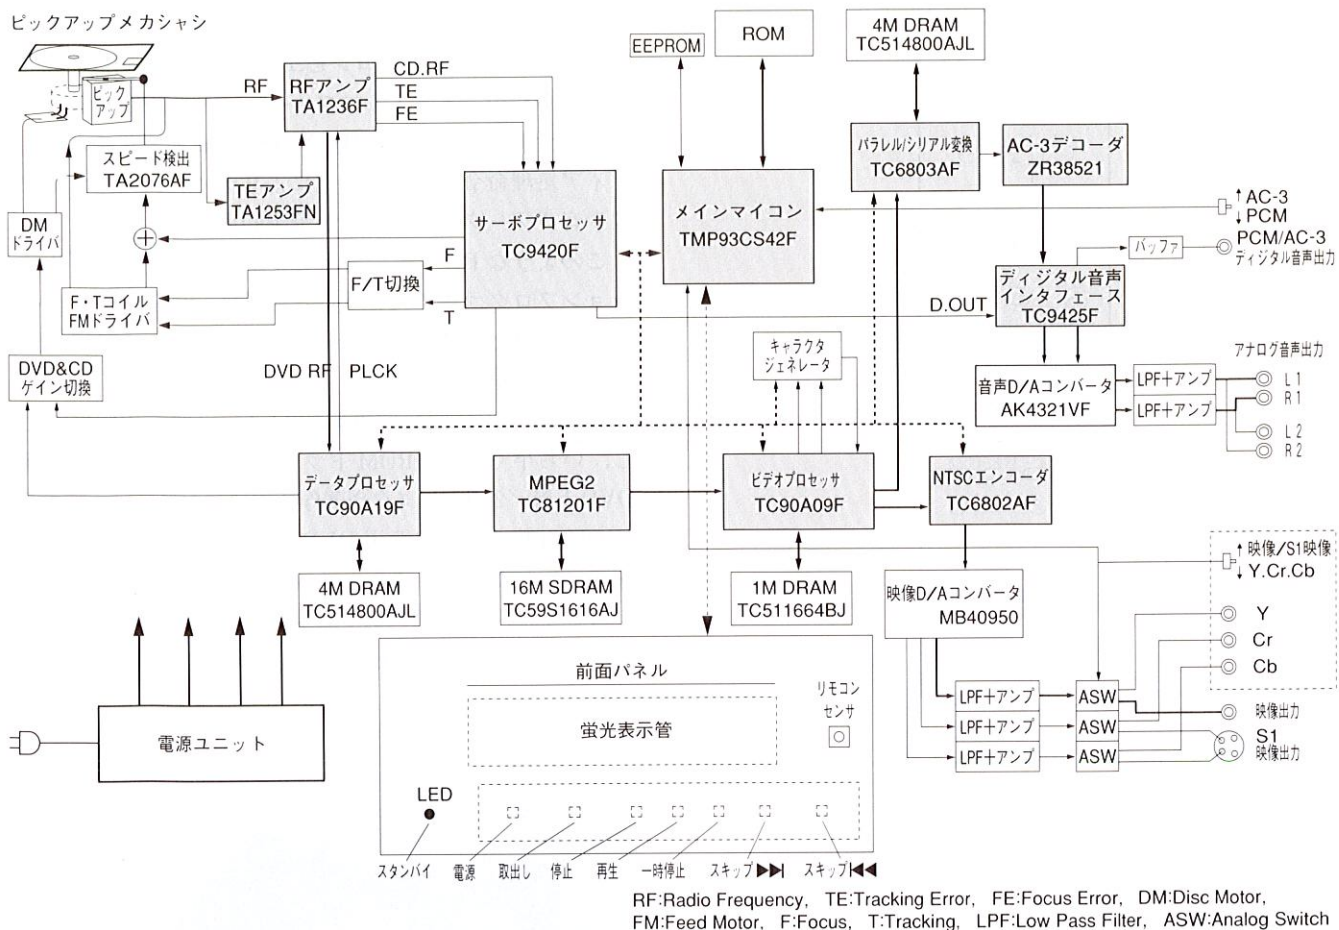 ピックアップメカシャシ
ピック
アップ
RF
RFアンプ
TA1236F
CD.RF
TE
FE
EEPROM
ROM
4M DRAM
TC514800AJL
スピード検出
TA2076AF
TEアンプ
TA1253FN
DM
ドライバ
サーボプロセッサ
TC9420F
メインマイコン
TMP93CS42F
パラレル/シリアル変換
TC6803AF
AC-3デコーダ
ZR38521
↑AC-3
↓PCM
PCM/AC-3
ディジタル音声出力
バッファ
F・Tコイル
FMドライバ
F/T切換
F
T
D.OUT
ディジタル音声
インタフェース
TC9425F
DVD&CD
ゲイン切換
DVD RF
PLCK
キャラクタ
ジェネレータ
音声D/Aコンバータ
AK4321VF
LPF+アンプ
LPF+アンプ
アナログ音声出力
L1
R1
L2
R2
データプロセッサ
TC90A19F
MPEG2
TC81201F
ビデオプロセッサ
TC90A09F
NTSCエンコーダ
TC6802AF
4M DRAM
TC514800AJL
16M SDRAM
TC59S1616AJ
1M DRAM
TC511664BJ
映像D/Aコンバータ
MB40950
↑映像/S1映像
↓Y.Cr.Cb
Y
Cr
Cb
LPF+アンプ
ASW
LPF+アンプ
ASW
LPF+アンプ
ASW
映像出力
S1
映像出力
電源ユニット
前面パネル
蛍光表示管
リモコン
センサ
LED
スタンバイ
電源
取出し
停止
再生
一時停止
スキップ▶▶|
スキップ|◀◀
RF:Radio Frequency, TE:Tracking Error, FE:Focus Error, DM:Disc Motor,
FM:Feed Motor, F:Focus, T:Tracking, LPF:Low Pass Filter, ASW:Analog Switch